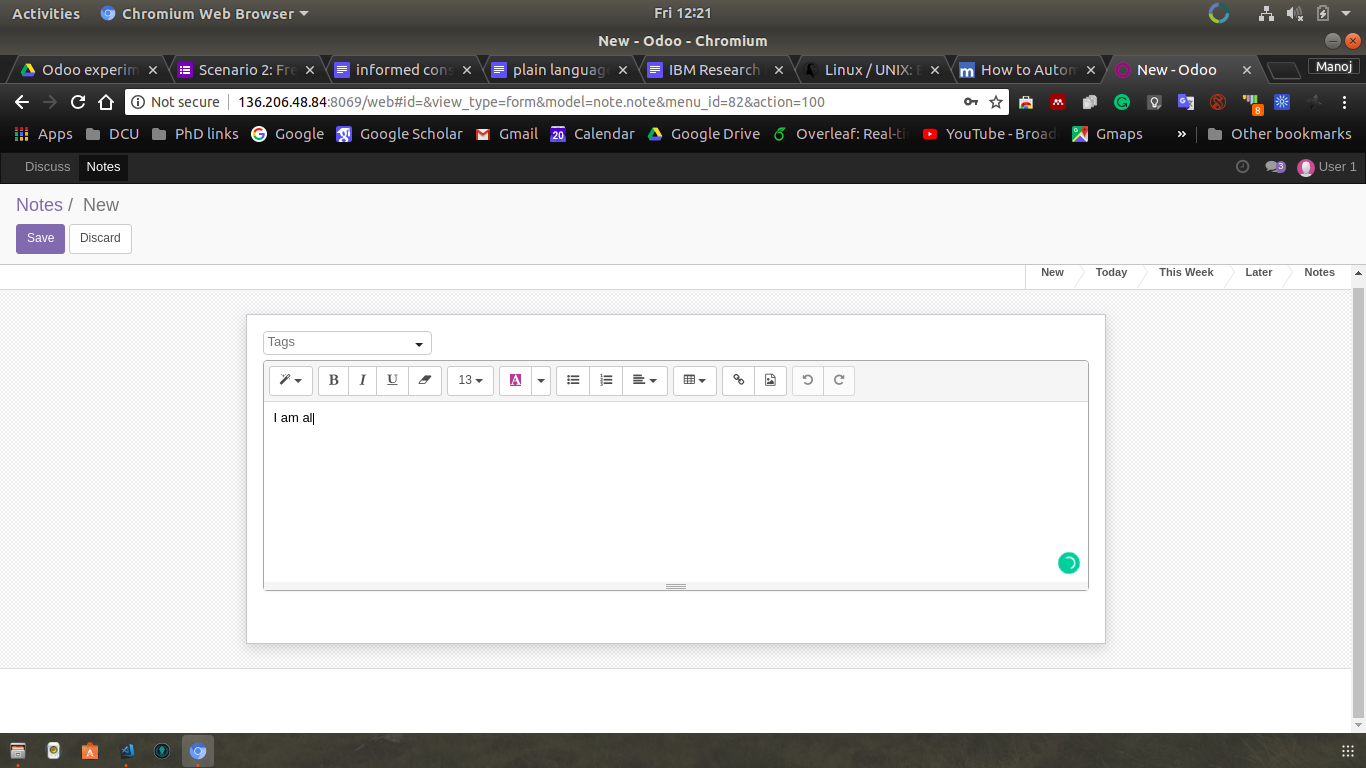 Activities Chromium Web Browser Fri 12:21
New - Odoo - Chromium
Odoo experim Scenario 2: Fre informed cons plain language IBM Research Linux / UNIX: How to Autom New - Odoo Manoj
Not secure 136.206.48.84:8069/web#id=&view_type=form&model=note.note&menu_id=82&action=100 8
Apps DCU PhD links Google Google Scholar Gmail 20 Calendar Google Drive Overleaf: Real-ti YouTube - Broad Gmaps » Other bookmarks
Discuss Notes 3 User 1
Notes / New
Save Discard
New Today This Week Later Notes
Tags
B I U 13 A
I am al